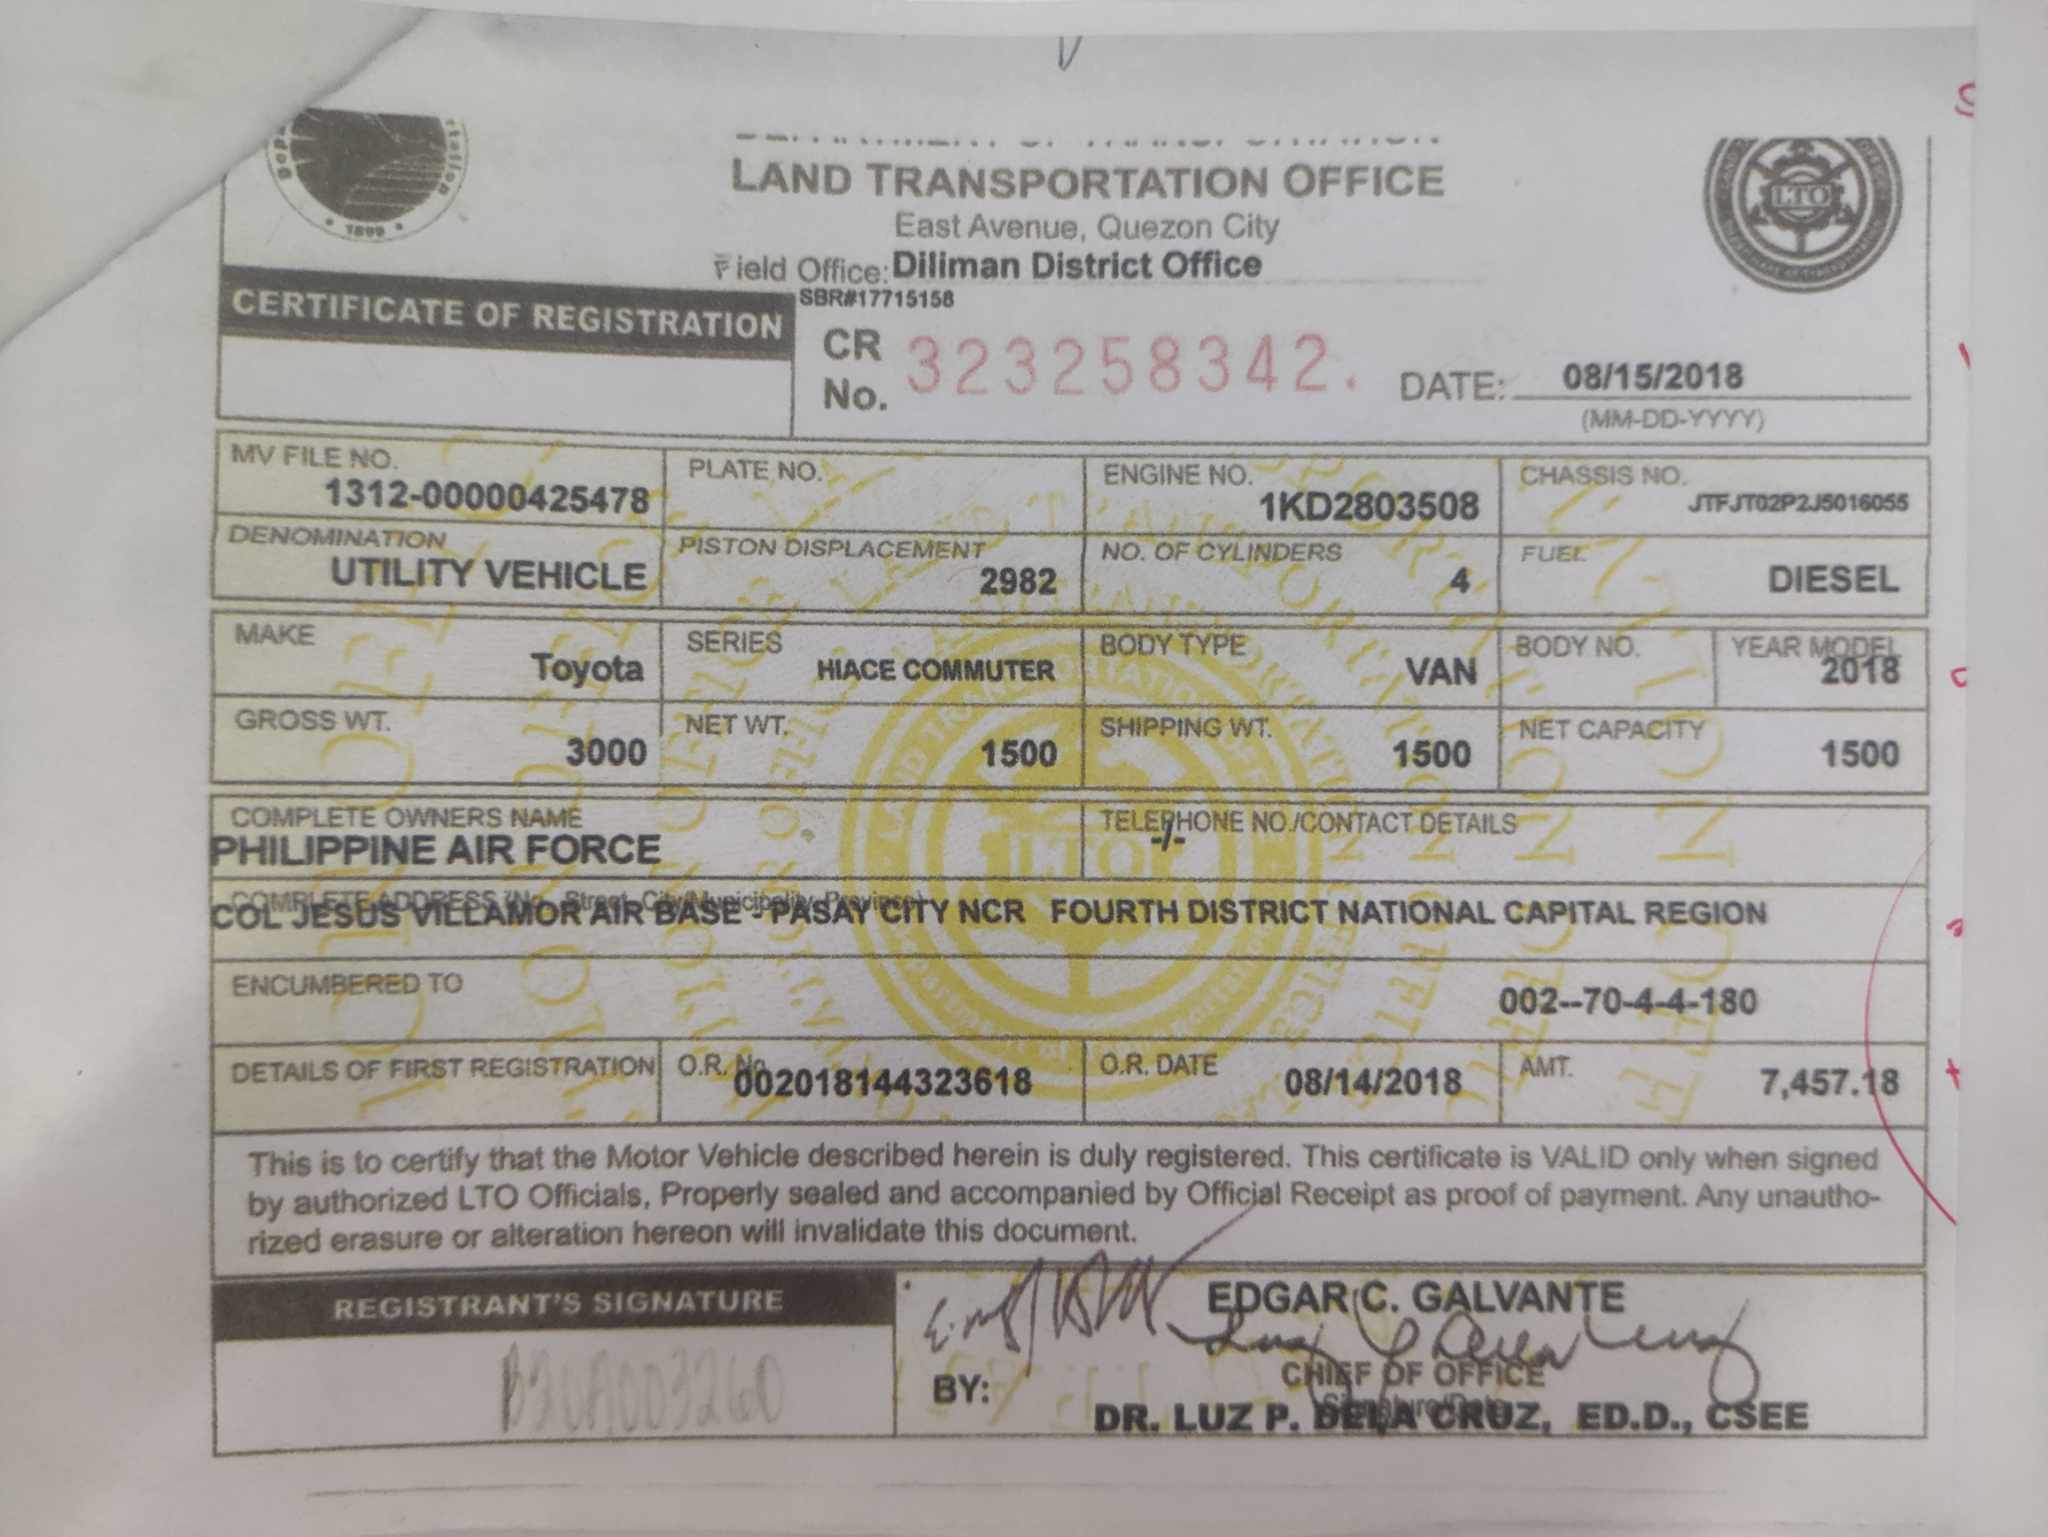 LAND TRANSPORTATION OFFICE
East Avenue, Quezon City
Field Office: Diliman District Office
SBR#17715158
CERTIFICATE OF REGISTRATION
CR No. 323258342.
DATE: 08/15/2018
(MM-DD-YYYY)
MV FILE NO. 1312-00000425478
PLATE NO.
ENGINE NO. 1KD2803508
CHASSIS NO. JTFJT02P2J5016055
DENOMINATION UTILITY VEHICLE
PISTON DISPLACEMENT 2982
NO. OF CYLINDERS 4
FUEL DIESEL
MAKE Toyota
SERIES HIACE COMMUTER
BODY TYPE VAN
BODY NO.
YEAR MODEL 2018
GROSS WT. 3000
NET WT. 1500
SHIPPING WT. 1500
NET CAPACITY 1500
COMPLETE OWNERS NAME
PHILIPPINE AIR FORCE
TELEPHONE NO./CONTACT DETAILS
-/-
COMPLETE ADDRESS (No., Street, City/Municipality, Province)
COL JESUS VILLAMOR AIR BASE - PASAY CITY NCR FOURTH DISTRICT NATIONAL CAPITAL REGION
ENCUMBERED TO
002--70-4-4-180
DETAILS OF FIRST REGISTRATION
O.R. No. 002018144323618
O.R. DATE 08/14/2018
AMT. 7,457.18
This is to certify that the Motor Vehicle described herein is duly registered. This certificate is VALID only when signed
by authorized LTO Officials, Properly sealed and accompanied by Official Receipt as proof of payment. Any unautho-
rized erasure or alteration hereon will invalidate this document.
REGISTRANT'S SIGNATURE
EDGAR C. GALVANTE
CHIEF OF OFFICE
Signature/Date
BY: DR. LUZ P. DELA CRUZ, ED.D., CSEE
LTO
1899